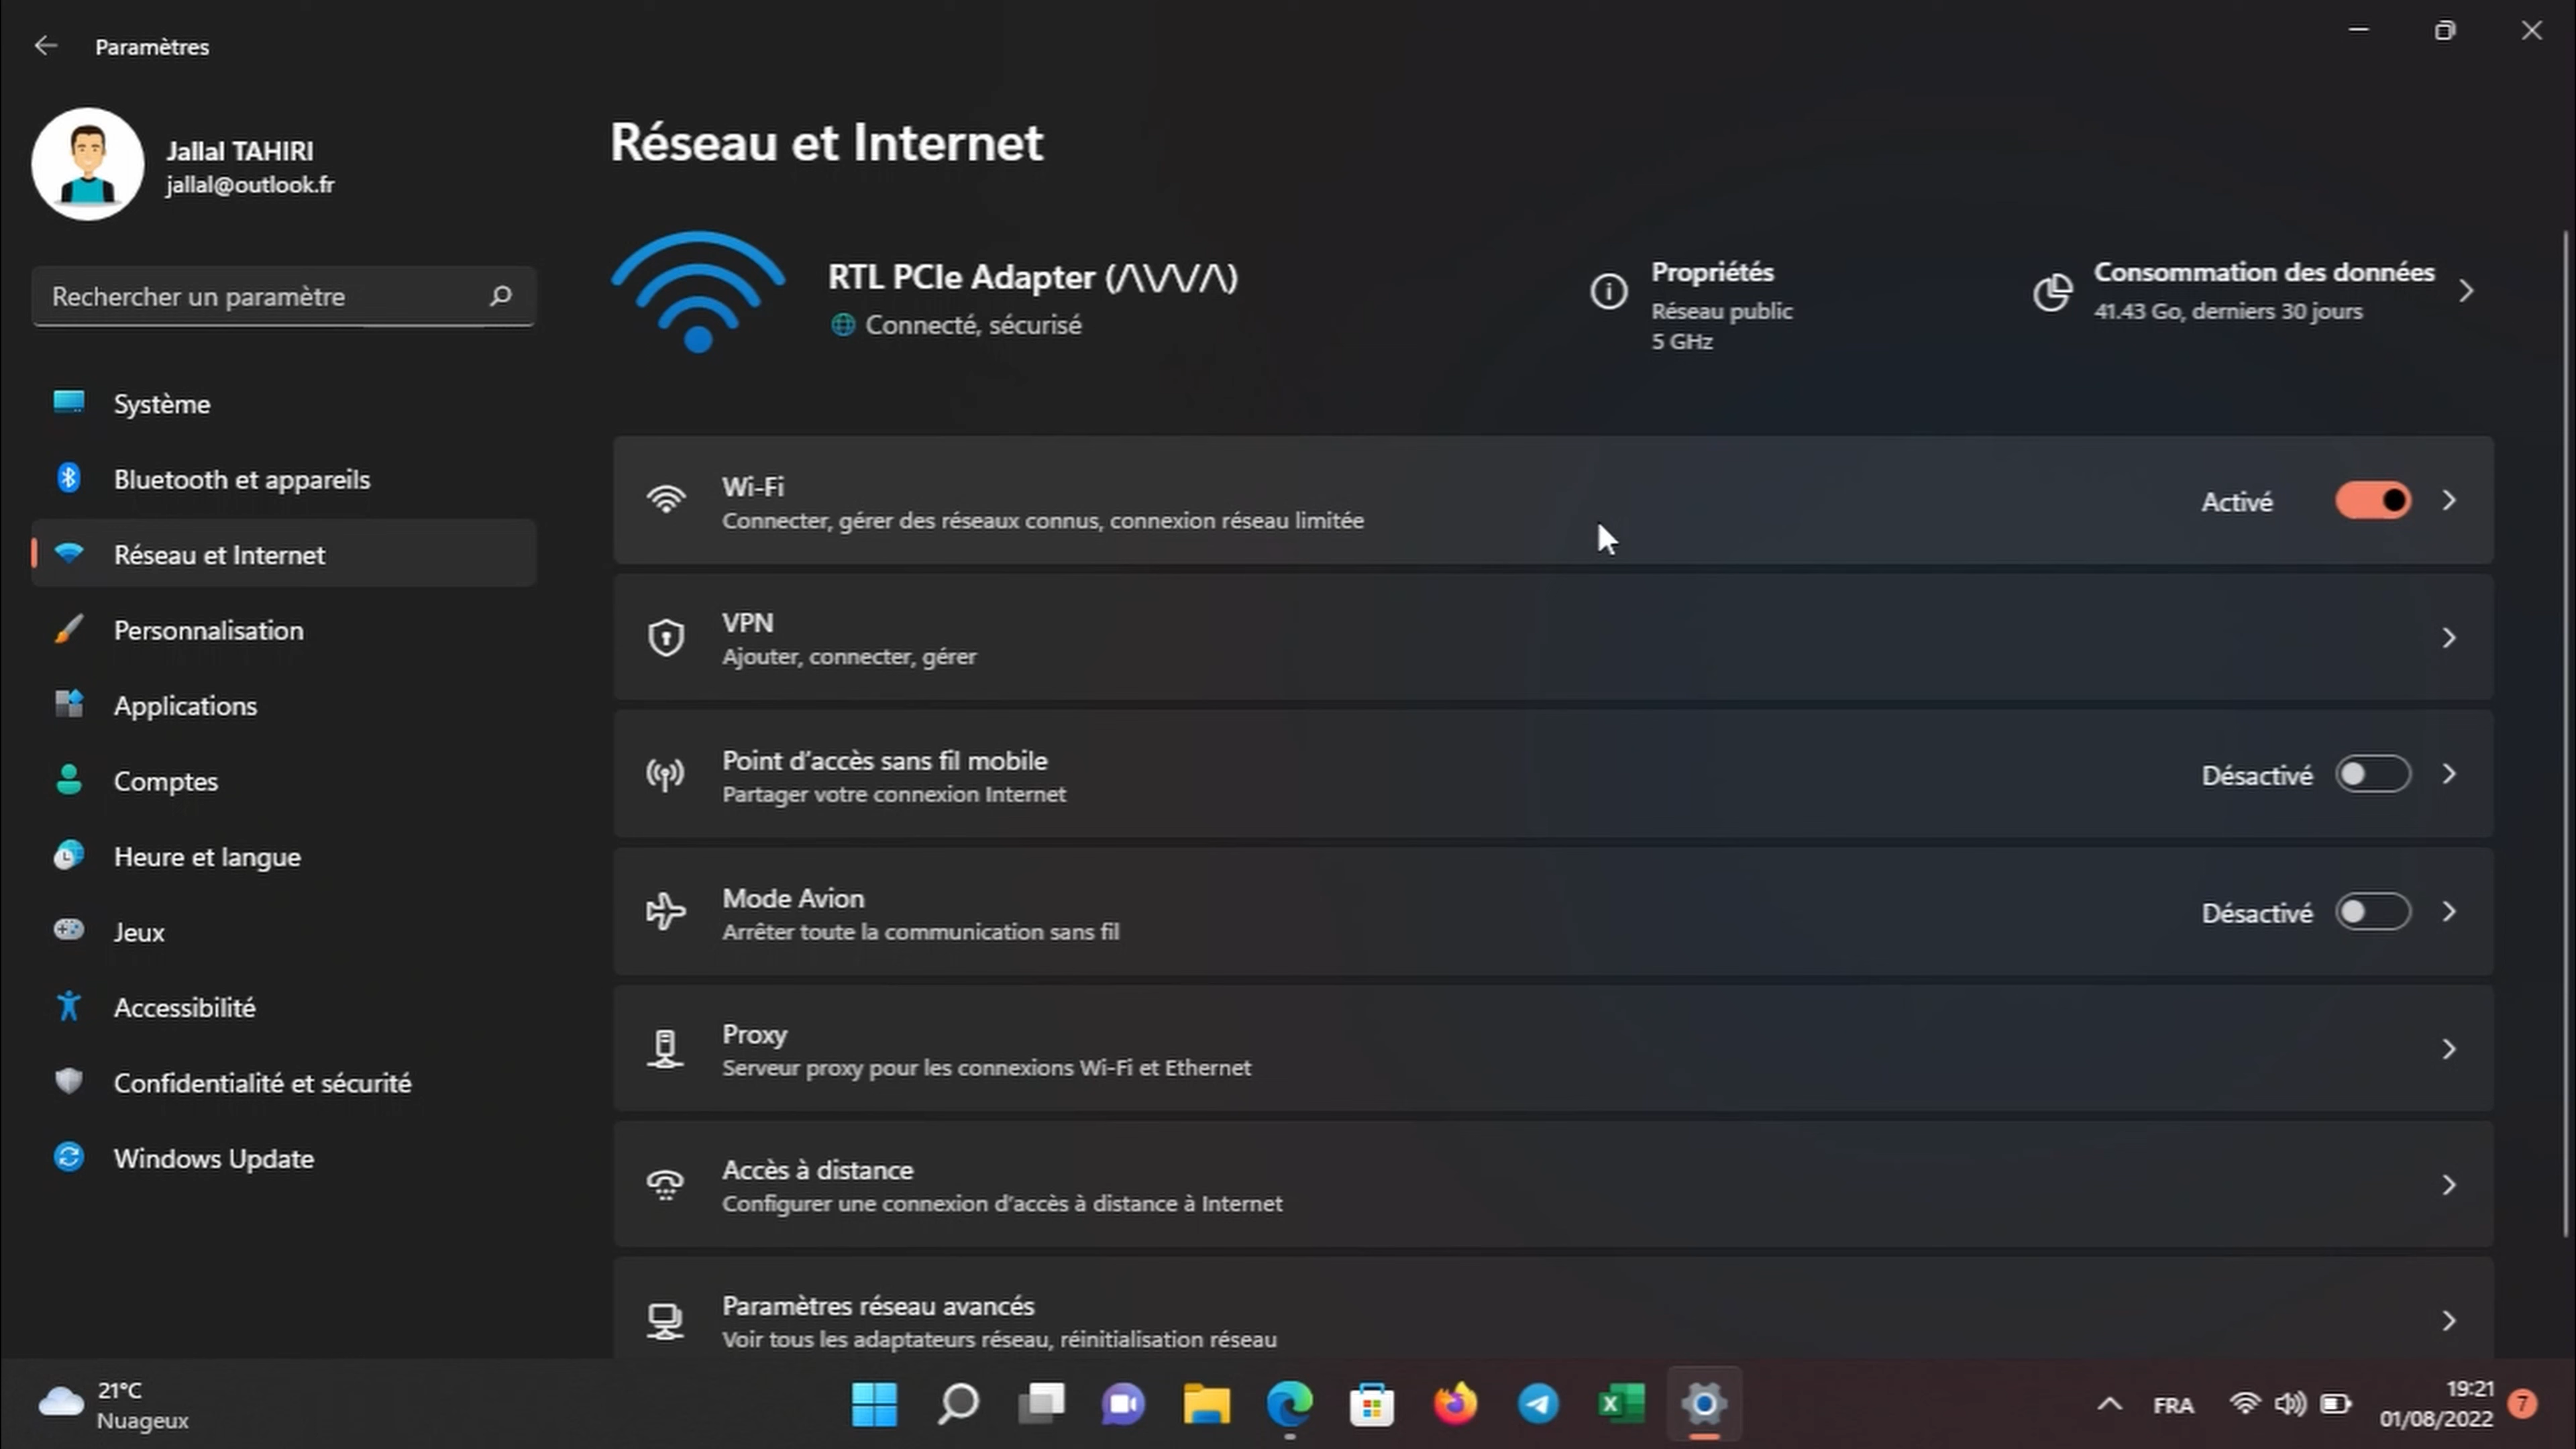 Paramètres
Jallal TAHIRI
jallal@outlook.fr
Rechercher un paramètre
Système
Bluetooth et appareils
Réseau et Internet
Personnalisation
Applications
Comptes
Heure et langue
Jeux
Accessibilité
Confidentialité et sécurité
Windows Update
Réseau et Internet
RTL PCIe Adapter (/\\/\//\)
Connecté, sécurisé
Propriétés
Réseau public
5 GHz
Consommation des données
41.43 Go, derniers 30 jours
Wi-Fi
Connecter, gérer des réseaux connus, connexion réseau limitée
Activé
VPN
Ajouter, connecter, gérer
Point d'accès sans fil mobile
Partager votre connexion Internet
Désactivé
Mode Avion
Arrêter toute la communication sans fil
Désactivé
Proxy
Serveur proxy pour les connexions Wi-Fi et Ethernet
Accès à distance
Configurer une connexion d'accès à distance à Internet
Paramètres réseau avancés
Voir tous les adaptateurs réseau, réinitialisation réseau
21°C
Nuageux
FRA
19:21
01/08/2022
7